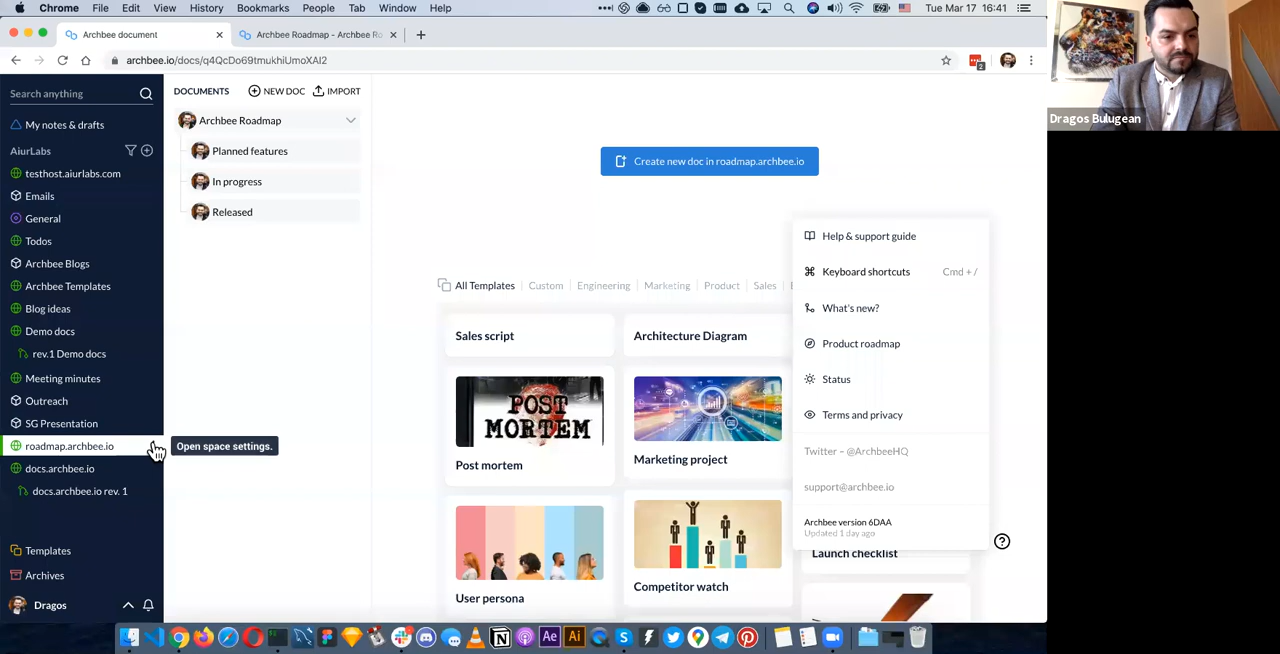 Chrome File Edit View History Bookmarks People Tab Window Help Tue Mar 17 16:41
Archbee document
Archbee Roadmap - Archbee Ro
archbee.io/docs/q4QcDo69tmukhiUmoXAI2
2
Dragos Bulugean
Search anything
My notes & drafts
AiurLabs
testhost.aiurlabs.com
Emails
General
Todos
Archbee Blogs
Archbee Templates
Blog ideas
Demo docs
rev.1 Demo docs
Meeting minutes
Outreach
SG Presentation
roadmap.archbee.io
Open space settings.
docs.archbee.io
docs.archbee.io rev. 1
Templates
Archives
Dragos
DOCUMENTS NEW DOC IMPORT
Archbee Roadmap
Planned features
In progress
Released
Create new doc in roadmap.archbee.io
All Templates Custom Engineering Marketing Product Sales
Sales script
Architecture Diagram
POST
MORTEM
Post mortem
Marketing project
User persona
Competitor watch
Launch checklist
Help & support guide
Keyboard shortcuts Cmd + /
What's new?
Product roadmap
Status
Terms and privacy
Twitter - @ArchbeeHQ
support@archbee.io
Archbee version 6DAA
Updated 1 day ago
?
Ae
Ai